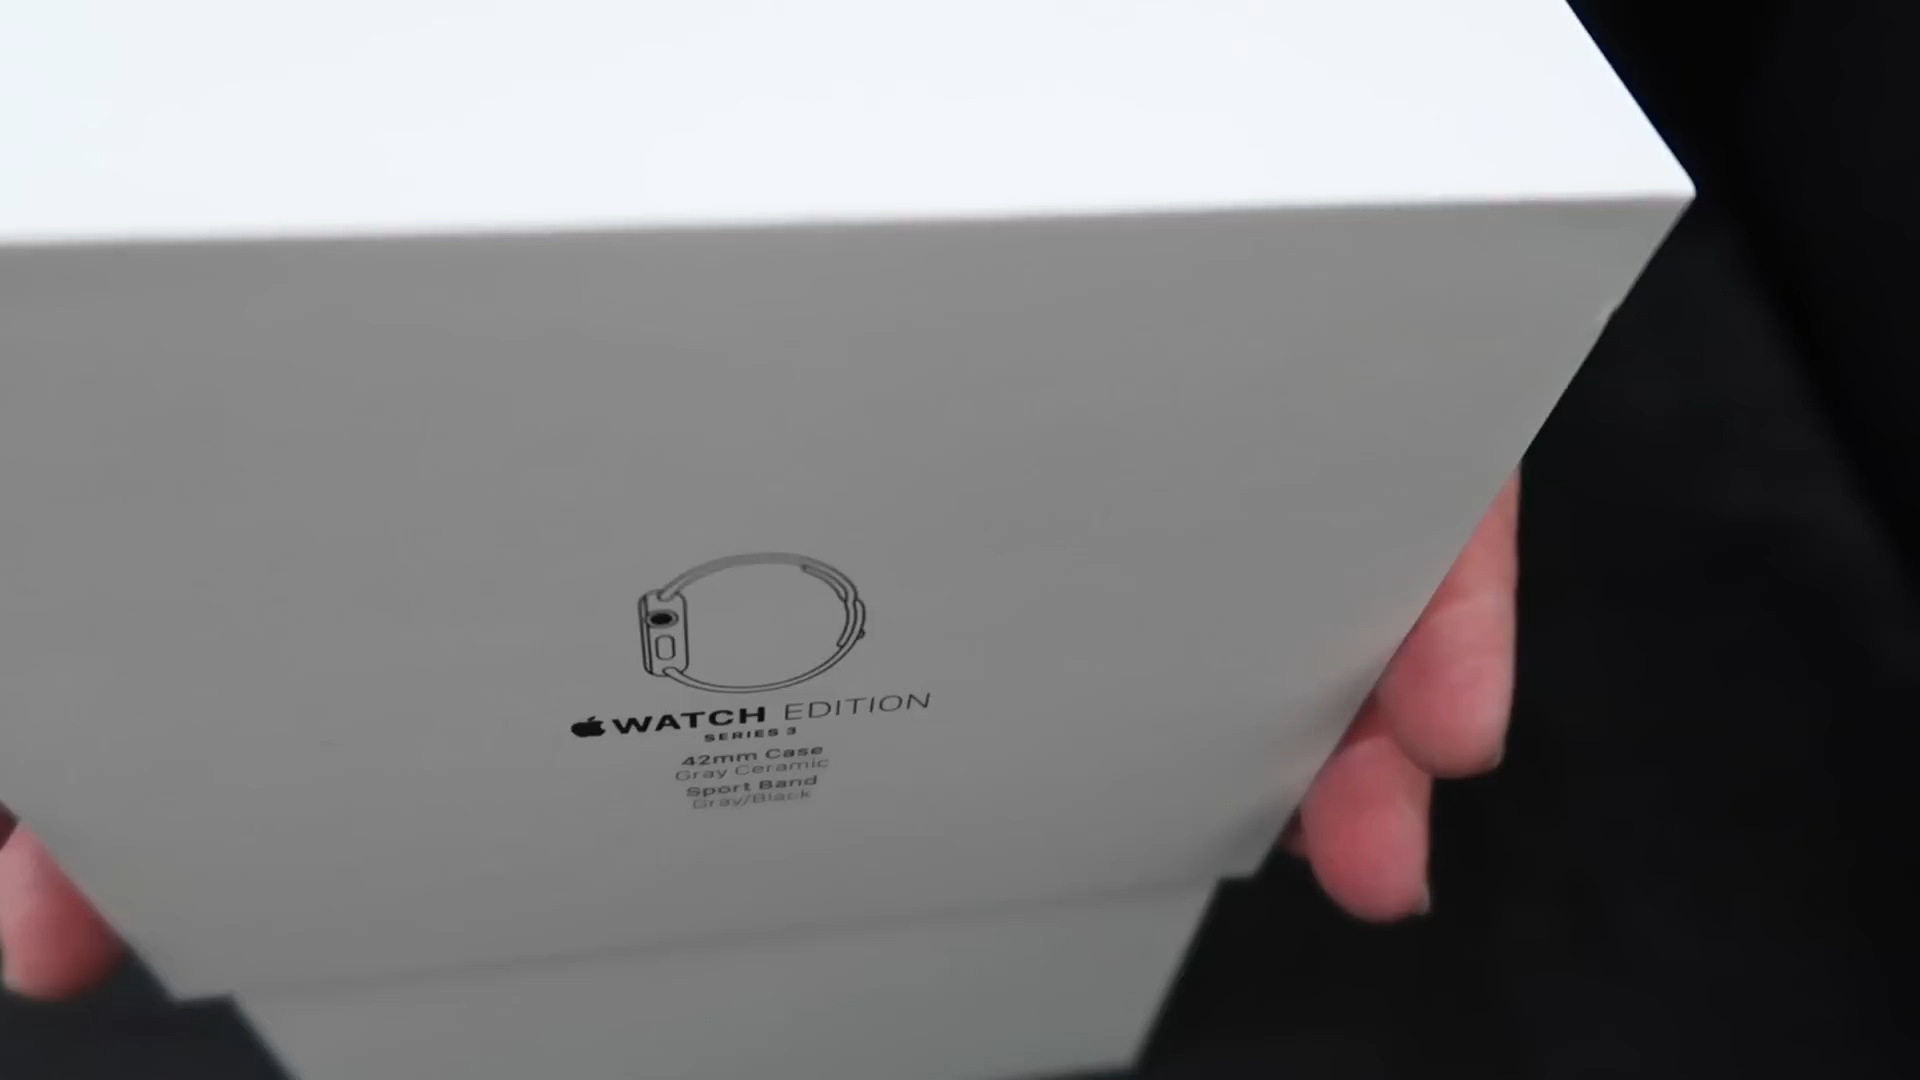 WATCH EDITION
SERIES 3
42mm Case
Gray Ceramic
Sport Band
Gray/Black